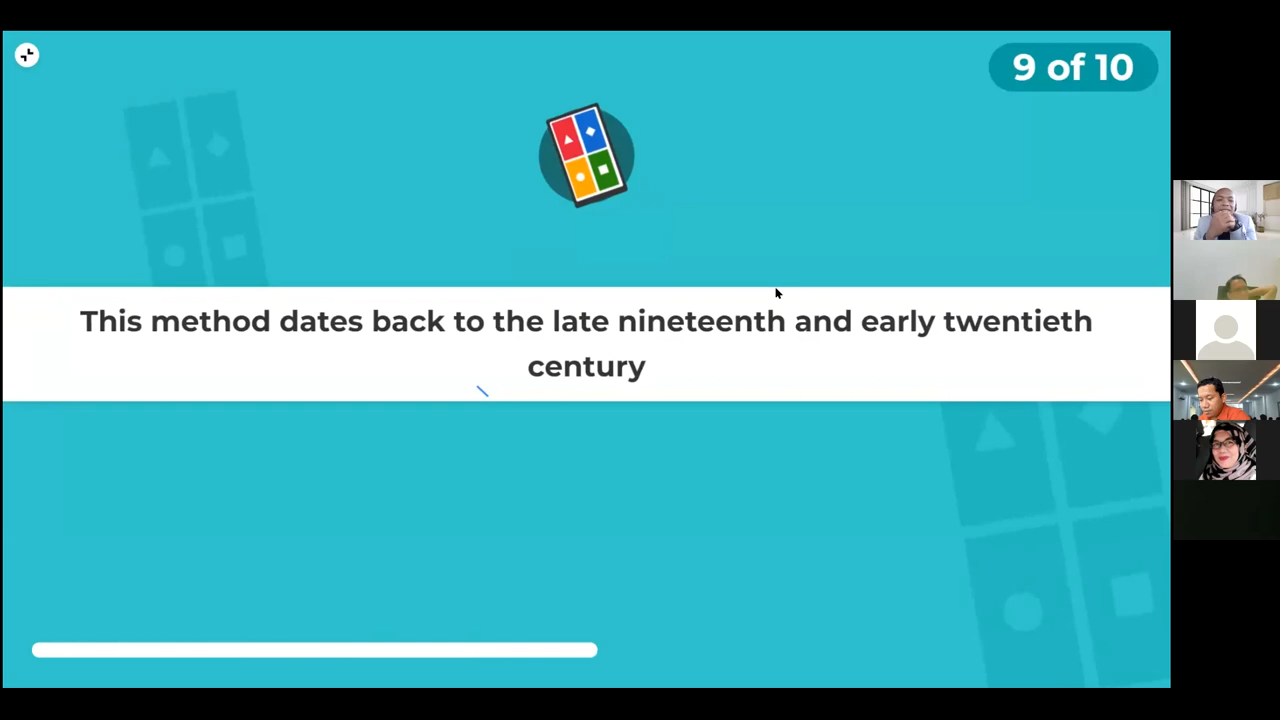 9 of 10
This method dates back to the late nineteenth and early twentieth
century